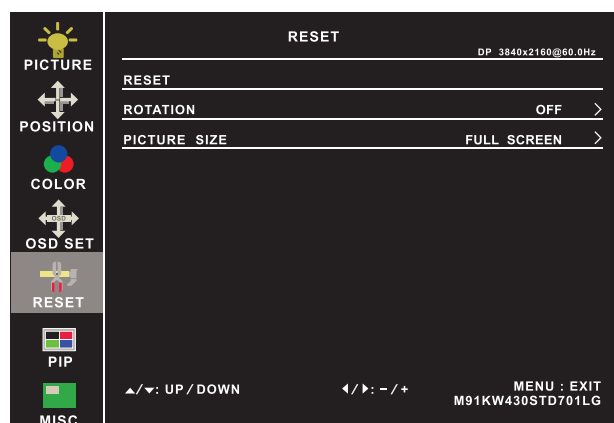 RESET
DP 3840x2160@60.0Hz
PICTURE
POSITION
COLOR
OSD
OSD SET
RESET
PIP
MISC
RESET
ROTATION OFF >
PICTURE SIZE FULL SCREEN >
▲/▼: UP / DOWN ◀/▶: - / + MENU : EXIT
M91KW430STD701LG